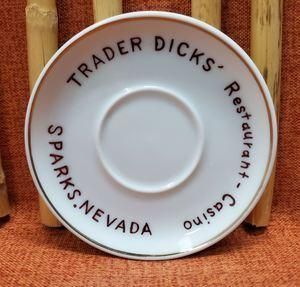 TRADER DICKS' Restaurant - Casino
SPARKS, NEVADA